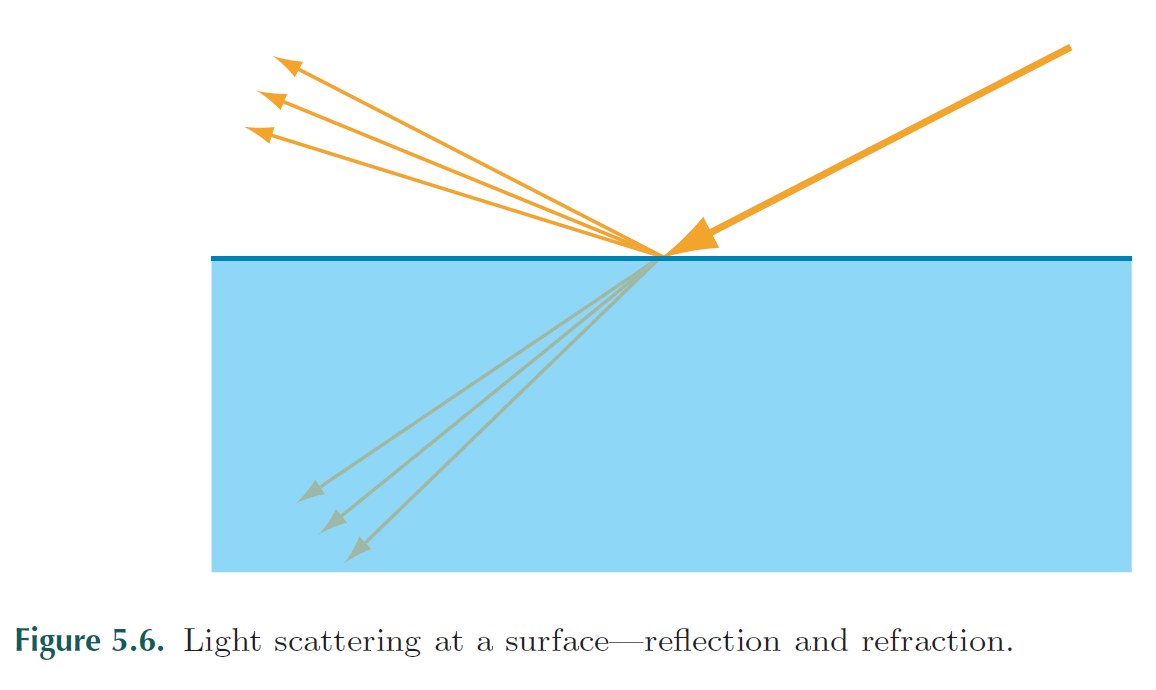 Figure 5.6. Light scattering at a surface—reflection and refraction.